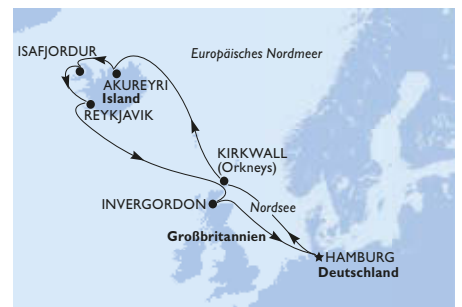 ISAFJORDUR
Europäisches Nordmeer
AKUREYRI
Island
REYKJAVIK
KIRKWALL
(Orkneys)
INVERGORDON
Nordsee
Großbritannien
HAMBURG
Deutschland